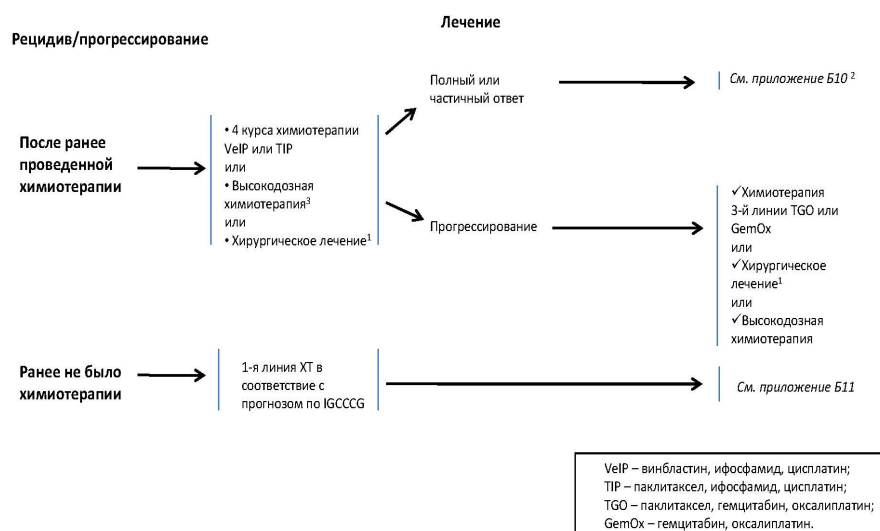 Лечение
Рецидив/прогрессирование
Полный или
частичный ответ
См. приложение Б10 2
После ранее
проведенной
химиотерапии
• 4 курса химиотерапии
VeIP или TIP
или
• Высокодозная
химиотерапия3
или
• Хирургическое лечение1
Прогрессирование
✓Химиотерапия
3-й линии TGO или
GemOx
или
✓Хирургическое
лечение1
или
✓Высокодозная
химиотерапия
Ранее не было
химиотерапии
1-я линия ХТ в
соответствие с
прогнозом по IGCCCG
См. приложение Б11
VeIP – винбластин, ифосфамид, цисплатин;
TIP – паклитаксел, ифосфамид, цисплатин;
TGO – паклитаксел, гемцитабин, оксалиплатин;
GemOx – гемцитабин, оксалиплатин.